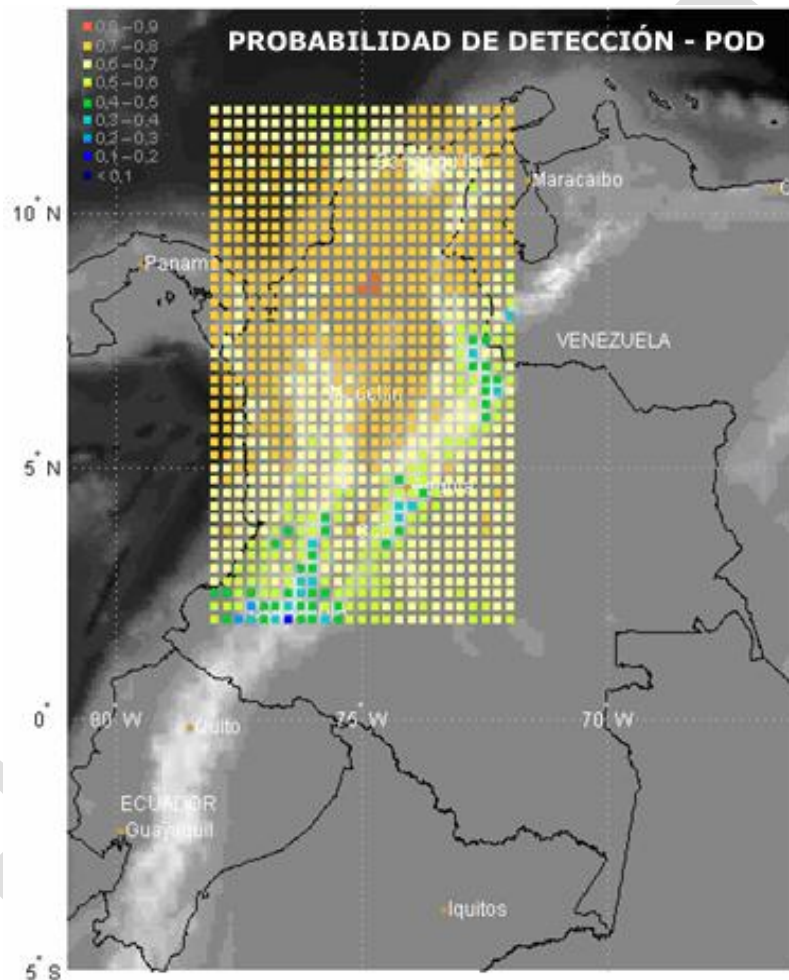 PROBABILIDAD DE DETECCIÓN - POD
0,8-0,9
0,7-0,8
0,6-0,7
0,5-0,6
0,4-0,5
0,3-0,4
0,2-0,3
0,1-0,2
<0,1
Maracaibo
10° N
Panam
VENEZUELA
5° N
0°
80 W
75° W
70° W
Quito
ECUADOR
Guayaquil
Iquitos
5° S